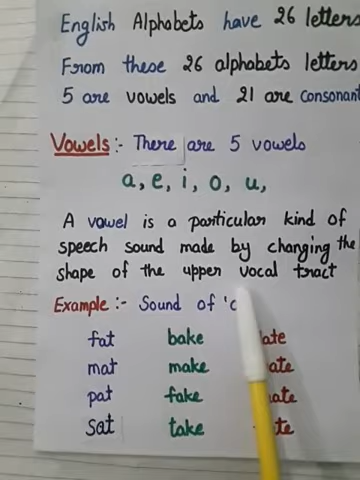 English Alphabets have 26 letters
From these 26 alphabets letters
5 are vowels and 21 are consonant
Vowels:- There are 5 vowels
a, e, i, o, u,
A vowel is a particular kind of
speech sound made by changing the
shape of the upper vocal tract
Example:- Sound of
fat bake
mat make
pat fake
sat take